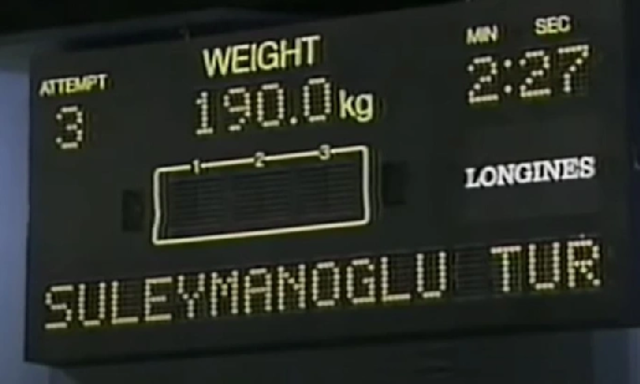 WEIGHT
MIN SEC
ATTEMPT
3
190.0 kg
2:27
1 2 3
LONGINES
SULEYMANOGLU TUR